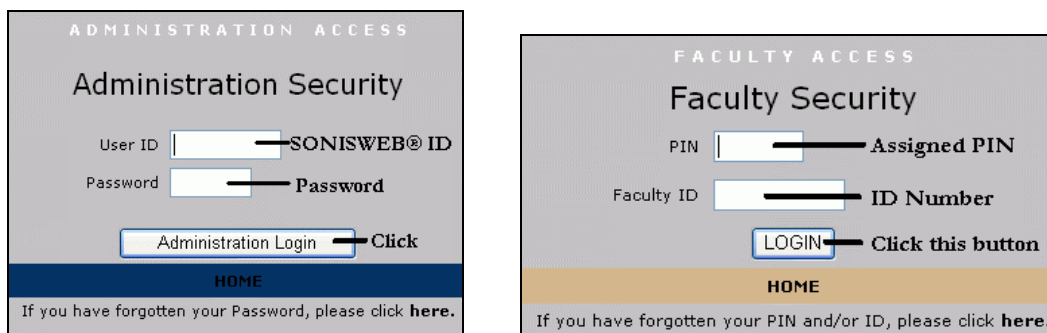 ADMINISTRATION ACCESS
Administration Security
User ID SONISWEB® ID
Password Password
Administration Login Click
HOME
If you have forgotten your Password, please click here.
FACULTY ACCESS
Faculty Security
PIN Assigned PIN
Faculty ID ID Number
LOGIN Click this button
HOME
If you have forgotten your PIN and/or ID, please click here